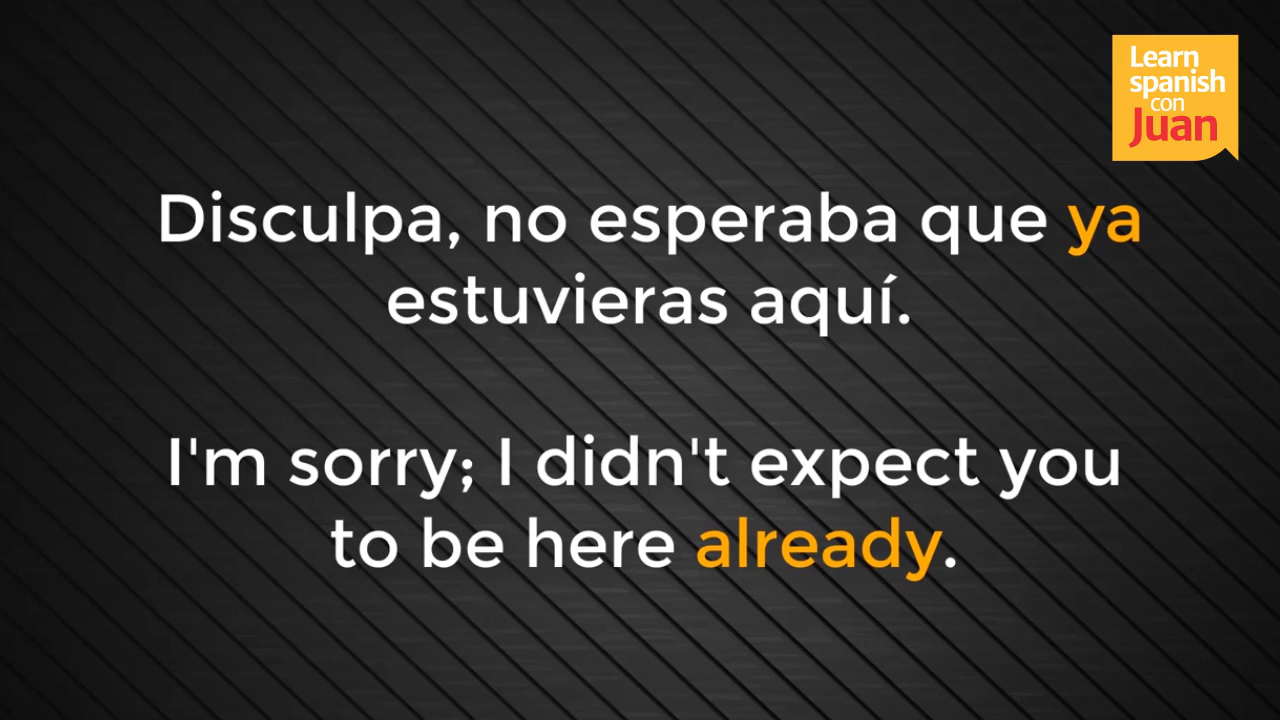 Learn
spanish
con
Juan
Disculpa, no esperaba que ya
estuvieras aquí.
I'm sorry; I didn't expect you
to be here already.